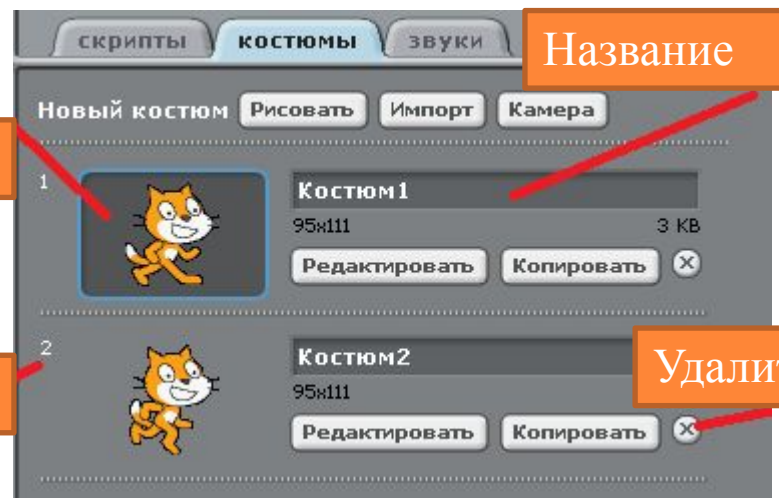 скрипты костюмы звуки
Название
Новый костюм Рисовать Импорт Камера
1
Костюм1
95x111 3 KB
Редактировать Копировать
2
Костюм2
Удалит
95x111
Редактировать Копировать